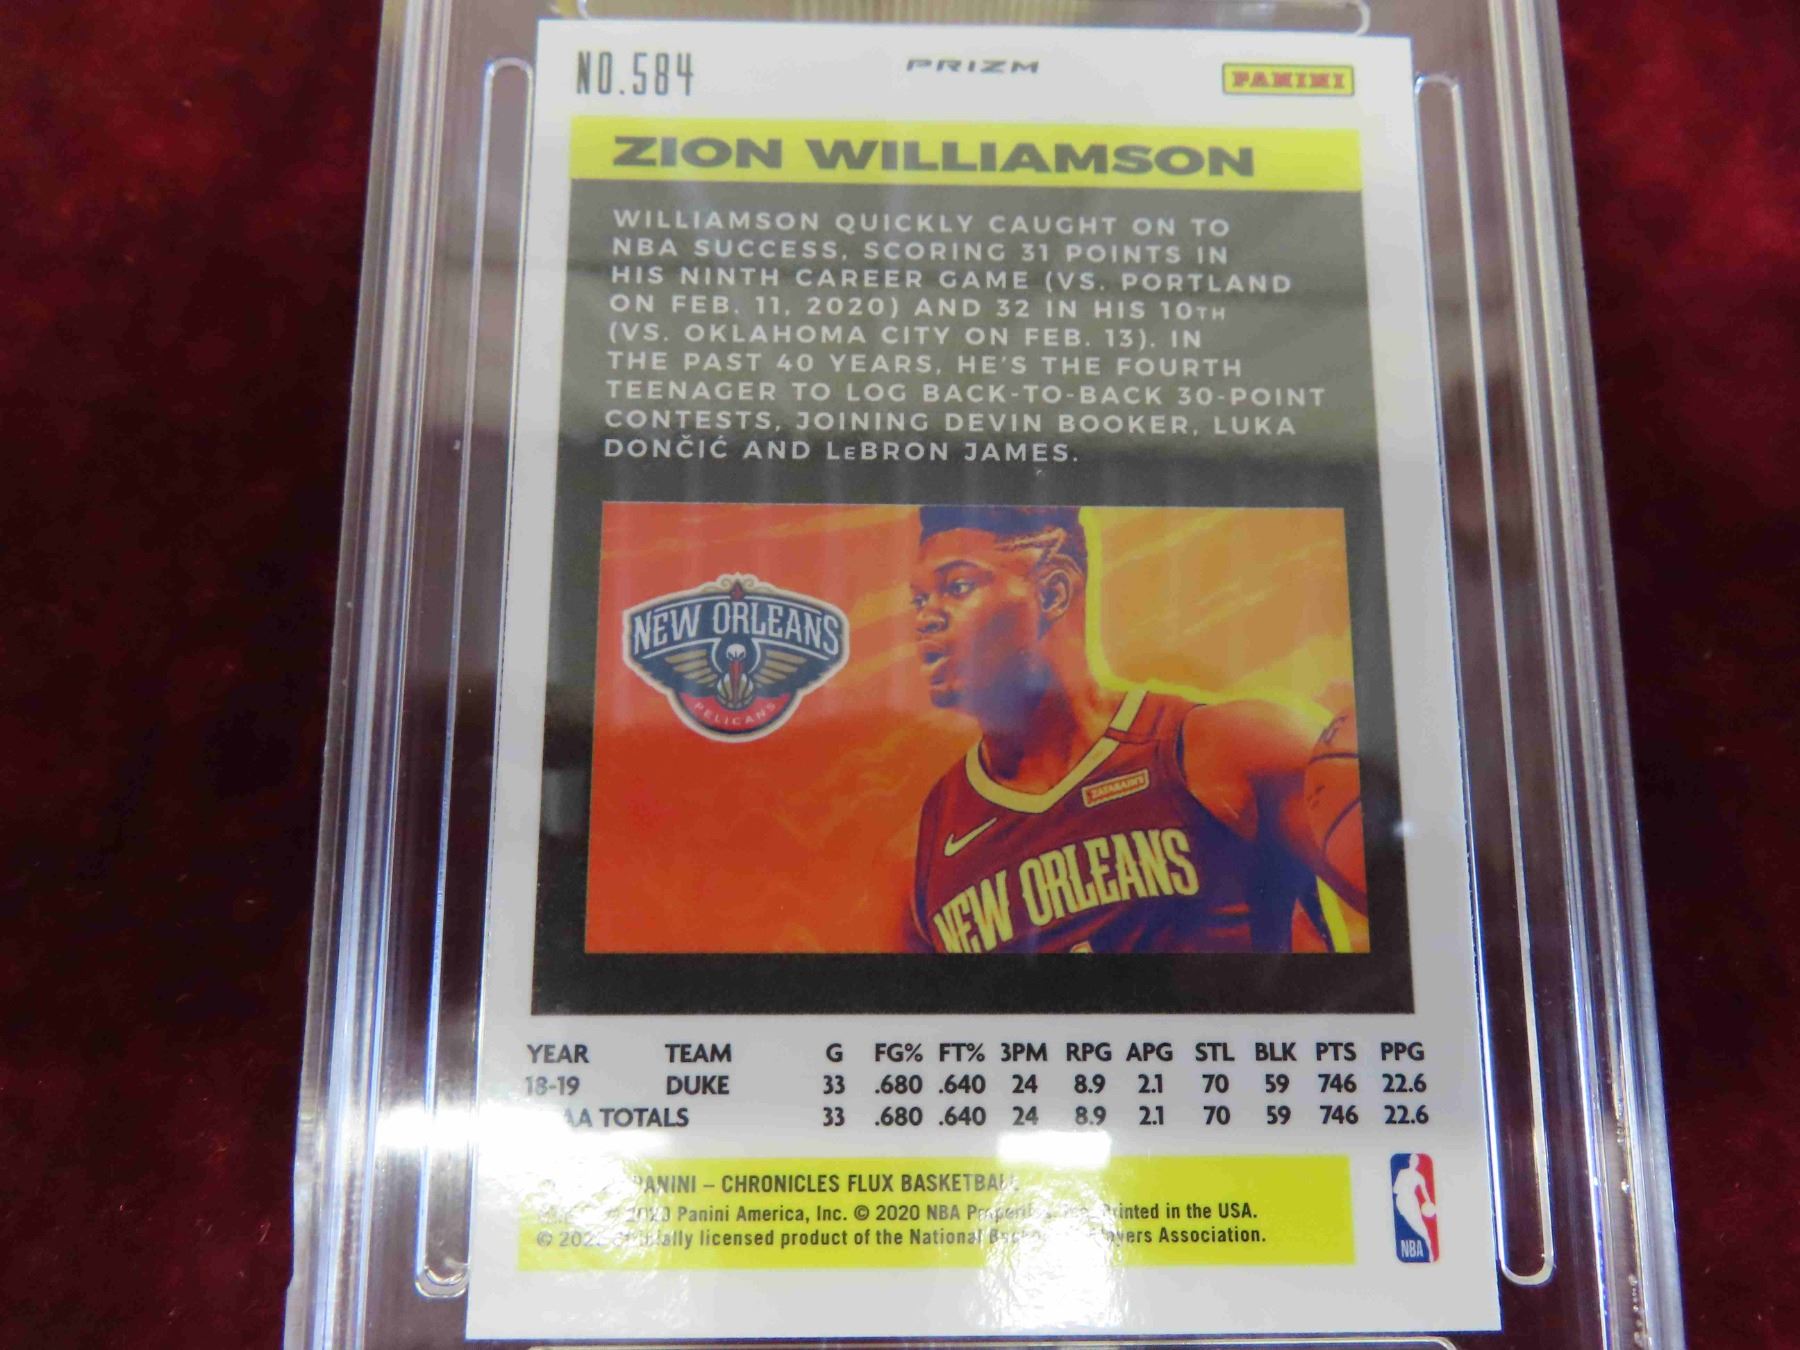 NO.584 PRIZM PANINI
ZION WILLIAMSON
WILLIAMSON QUICKLY CAUGHT ON TO
NBA SUCCESS, SCORING 31 POINTS IN
HIS NINTH CAREER GAME (VS. PORTLAND
ON FEB. 11, 2020) AND 32 IN HIS 10TH
(VS. OKLAHOMA CITY ON FEB. 13). IN
THE PAST 40 YEARS, HE'S THE FOURTH
TEENAGER TO LOG BACK-TO-BACK 30-POINT
CONTESTS, JOINING DEVIN BOOKER, LUKA
DONČIĆ AND LeBRON JAMES.
NEW ORLEANS
PELICANS
ZATARAIN'S
NEW ORLEANS
YEAR TEAM G FG% FT% 3PM RPG APG STL BLK PTS PPG
18-19 DUKE 33 .680 .640 24 8.9 2.1 70 59 746 22.6
TOTALS 33 .680 .640 24 8.9 2.1 70 59 746 22.6
PANINI – CHRONICLES FLUX BASKETBALL
2020 Panini America, Inc. © 2020 NBA Printed in the USA.
© product of the National Association.
NBA